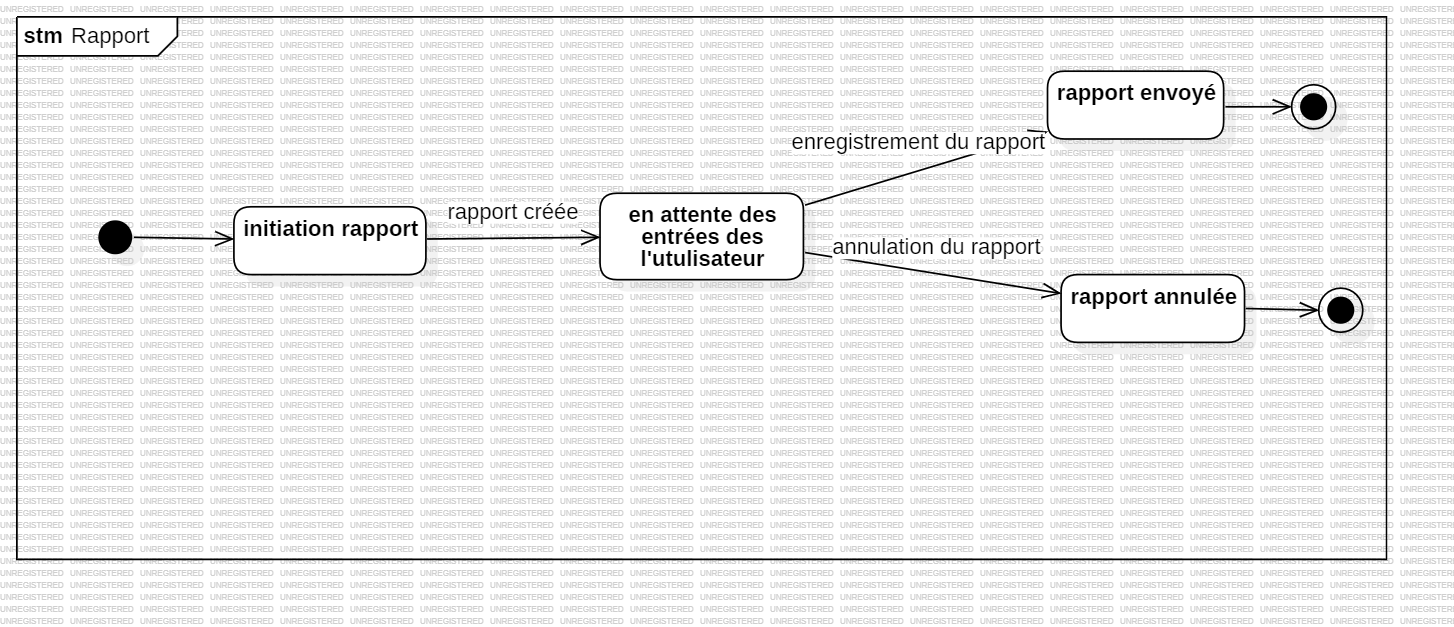 stm Rapport
rapport envoyé
enregistrement du rapport
rapport créée
initiation rapport
en attente des
entrées des
l'utulisateur
annulation du rapport
rapport annulée
UNREGISTERED